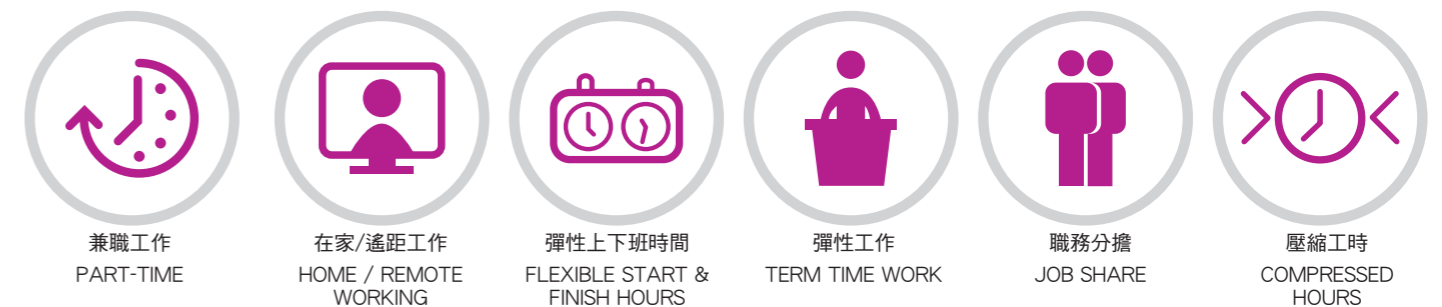 兼職工作
PART-TIME
在家/遙距工作
HOME / REMOTE
WORKING
彈性上下班時間
FLEXIBLE START &
FINISH HOURS
彈性工作
TERM TIME WORK
職務分擔
JOB SHARE
壓縮工時
COMPRESSED
HOURS